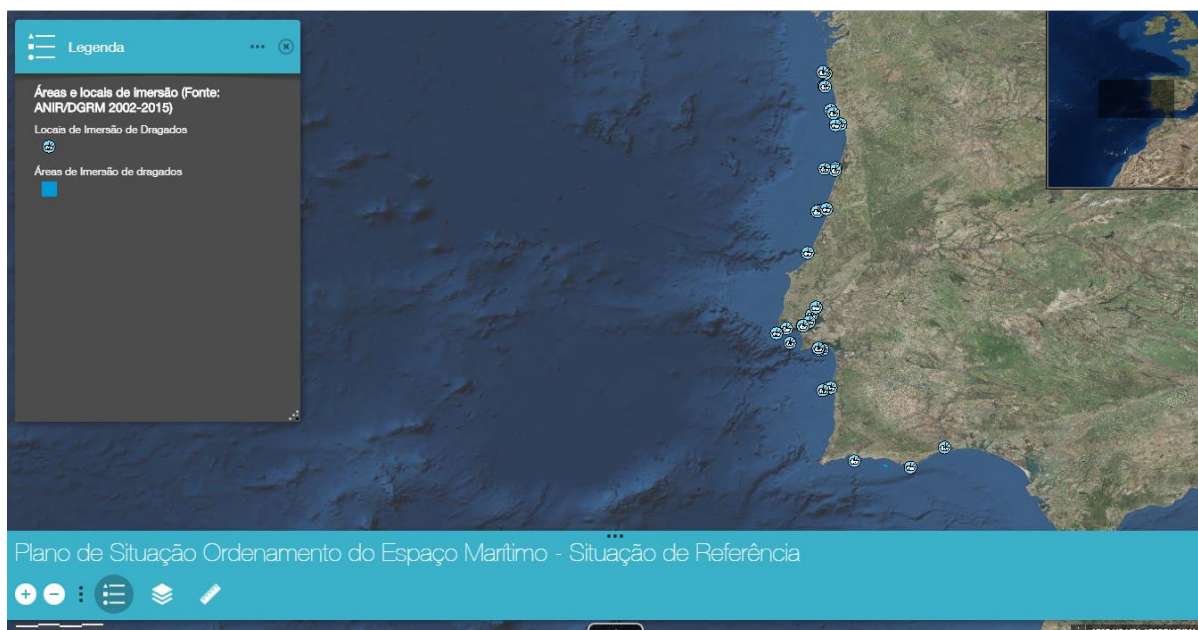 Legenda
Áreas e locais de imersão (Fonte:
ANIR/DGRM 2002-2015)
Locais de Imersão de Dragados
Áreas de Imersão de dragados
Plano de Situação Ordenamento do Espaço Marítimo - Situação de Referência